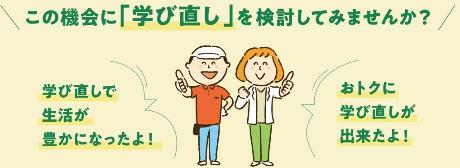 この機会に「学び直し」を検討してみませんか?
学び直しで
生活が
豊かになったよ!
おトクに
学び直しが
出来たよ!